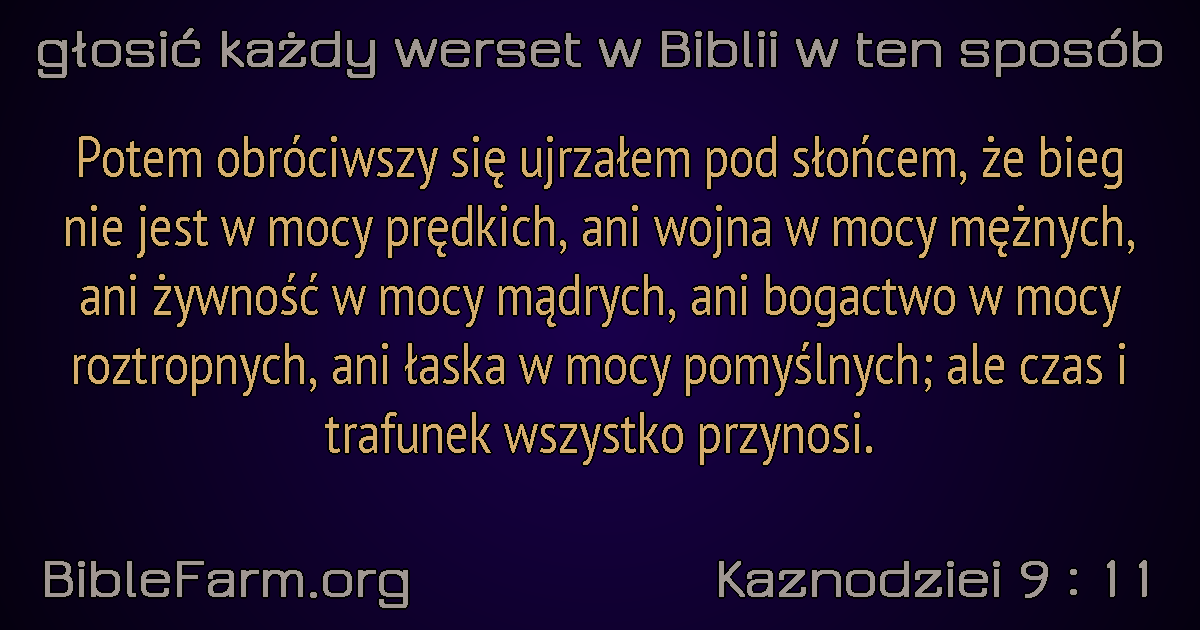 głosić każdy werset w Biblii w ten sposób
Potem obróciwszy się ujrzałem pod słońcem, że bieg
nie jest w mocy prędkich, ani wojna w mocy mężnych,
ani żywność w mocy mądrych, ani bogactwo w mocy
roztropnych, ani łaska w mocy pomyślnych; ale czas i
trafunek wszystko przynosi.
BibleFarm.org
Kaznodziei 9 : 11